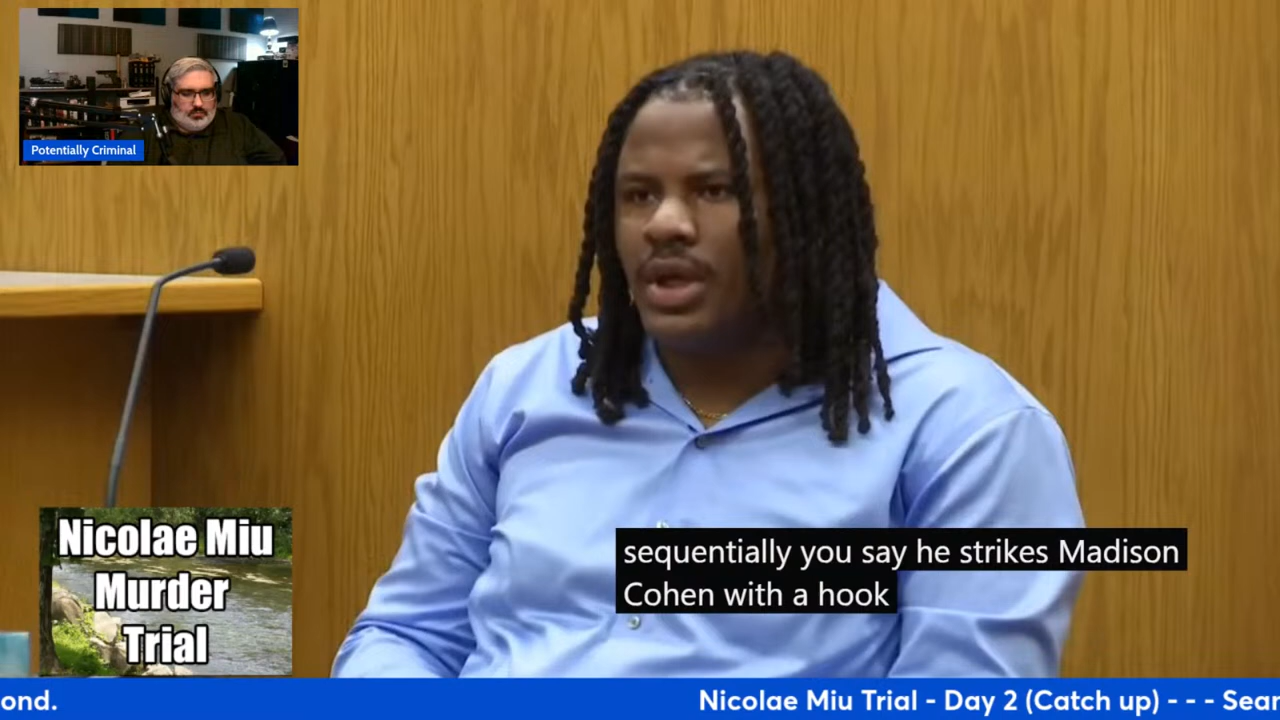 Potentially Criminal
Nicolae Miu
Murder
Trial
sequentially you say he strikes Madison
Cohen with a hook
ond.
Nicolae Miu Trial - Day 2 (Catch up) - - - Sear